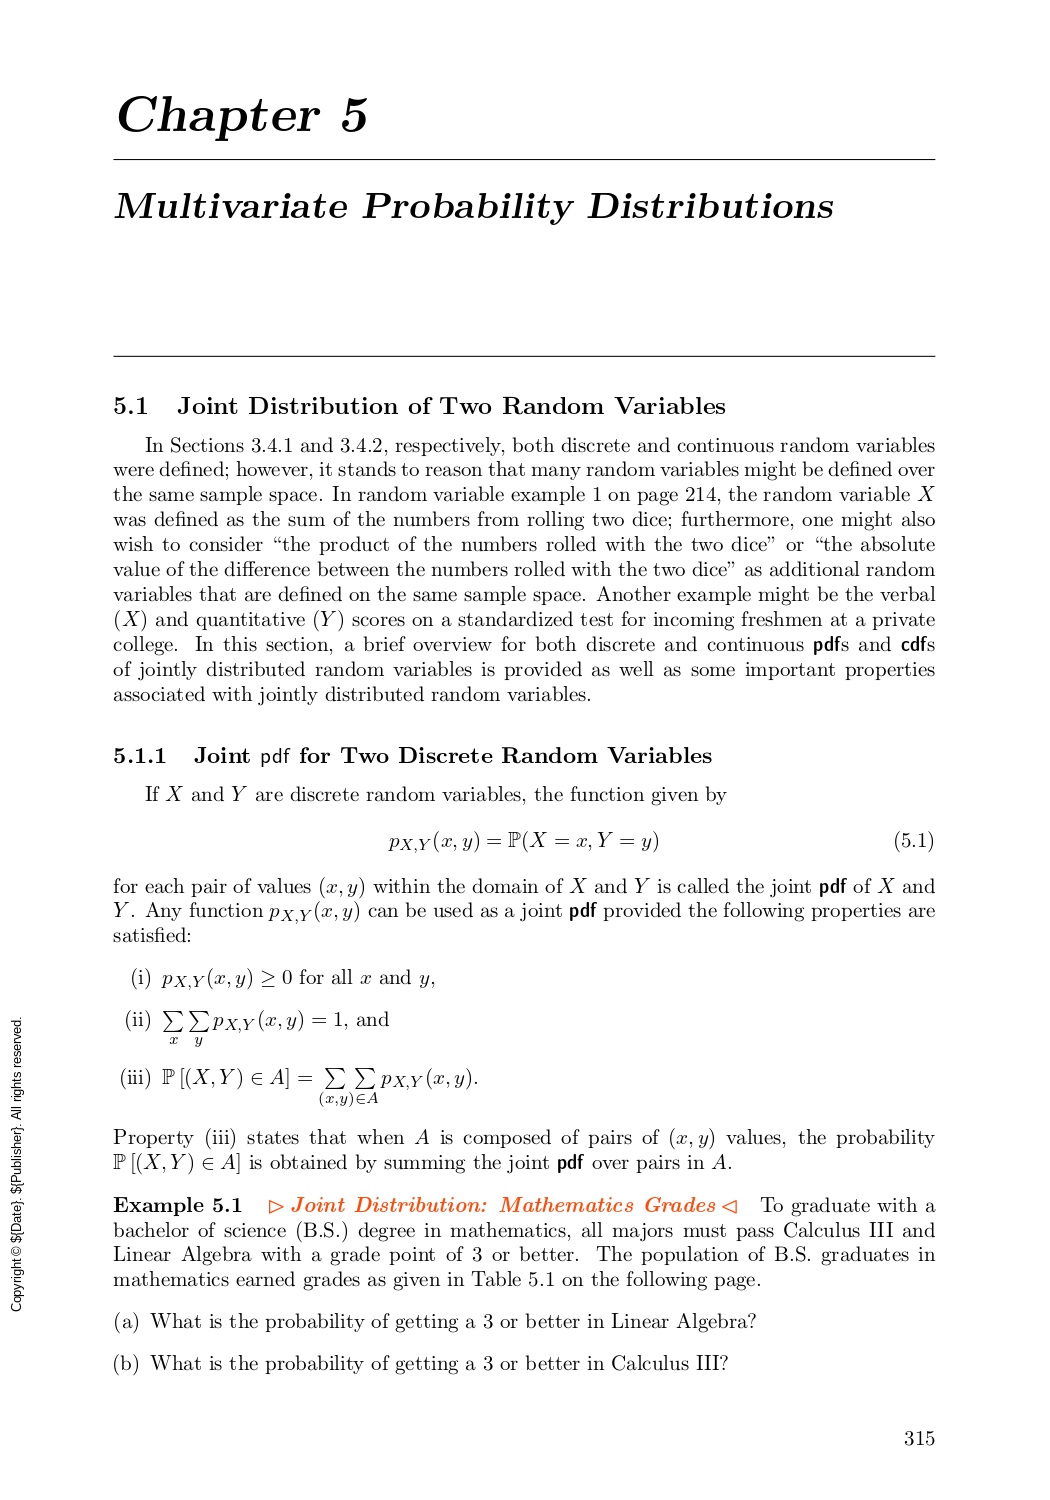 Chapter 5
Multivariate Probability Distributions
5.1 Joint Distribution of Two Random Variables
In Sections 3.4.1 and 3.4.2, respectively, both discrete and continuous random variables
were defined; however, it stands to reason that many random variables might be defined over
the same sample space. In random variable example 1 on page 214, the random variable X
was defined as the sum of the numbers from rolling two dice; furthermore, one might also
wish to consider “the product of the numbers rolled with the two dice” or “the absolute
value of the difference between the numbers rolled with the two dice” as additional random
variables that are defined on the same sample space. Another example might be the verbal
(X) and quantitative (Y) scores on a standardized test for incoming freshmen at a private
college. In this section, a brief overview for both discrete and continuous pdfs and cdfs
of jointly distributed random variables is provided as well as some important properties
associated with jointly distributed random variables.
5.1.1 Joint pdf for Two Discrete Random Variables
If X and Y are discrete random variables, the function given by
p_{X,Y}(x, y) = ℙ(X = x, Y = y) (5.1)
for each pair of values (x, y) within the domain of X and Y is called the joint pdf of X and
Y. Any function p_{X,Y}(x, y) can be used as a joint pdf provided the following properties are
satisfied:
(i) p_{X,Y}(x, y) ≥ 0 for all x and y,
(ii) ∑_x ∑_y p_{X,Y}(x, y) = 1, and
(iii) ℙ [(X, Y) ∈ A] = ∑∑_{(x,y)∈A} p_{X,Y}(x, y).
Property (iii) states that when A is composed of pairs of (x, y) values, the probability
ℙ [(X, Y) ∈ A] is obtained by summing the joint pdf over pairs in A.
Example 5.1 ▷ Joint Distribution: Mathematics Grades ◁ To graduate with a
bachelor of science (B.S.) degree in mathematics, all majors must pass Calculus III and
Linear Algebra with a grade point of 3 or better. The population of B.S. graduates in
mathematics earned grades as given in Table 5.1 on the following page.
(a) What is the probability of getting a 3 or better in Linear Algebra?
(b) What is the probability of getting a 3 or better in Calculus III?
315
Copyright © ${Date}. ${Publisher}. All rights reserved.